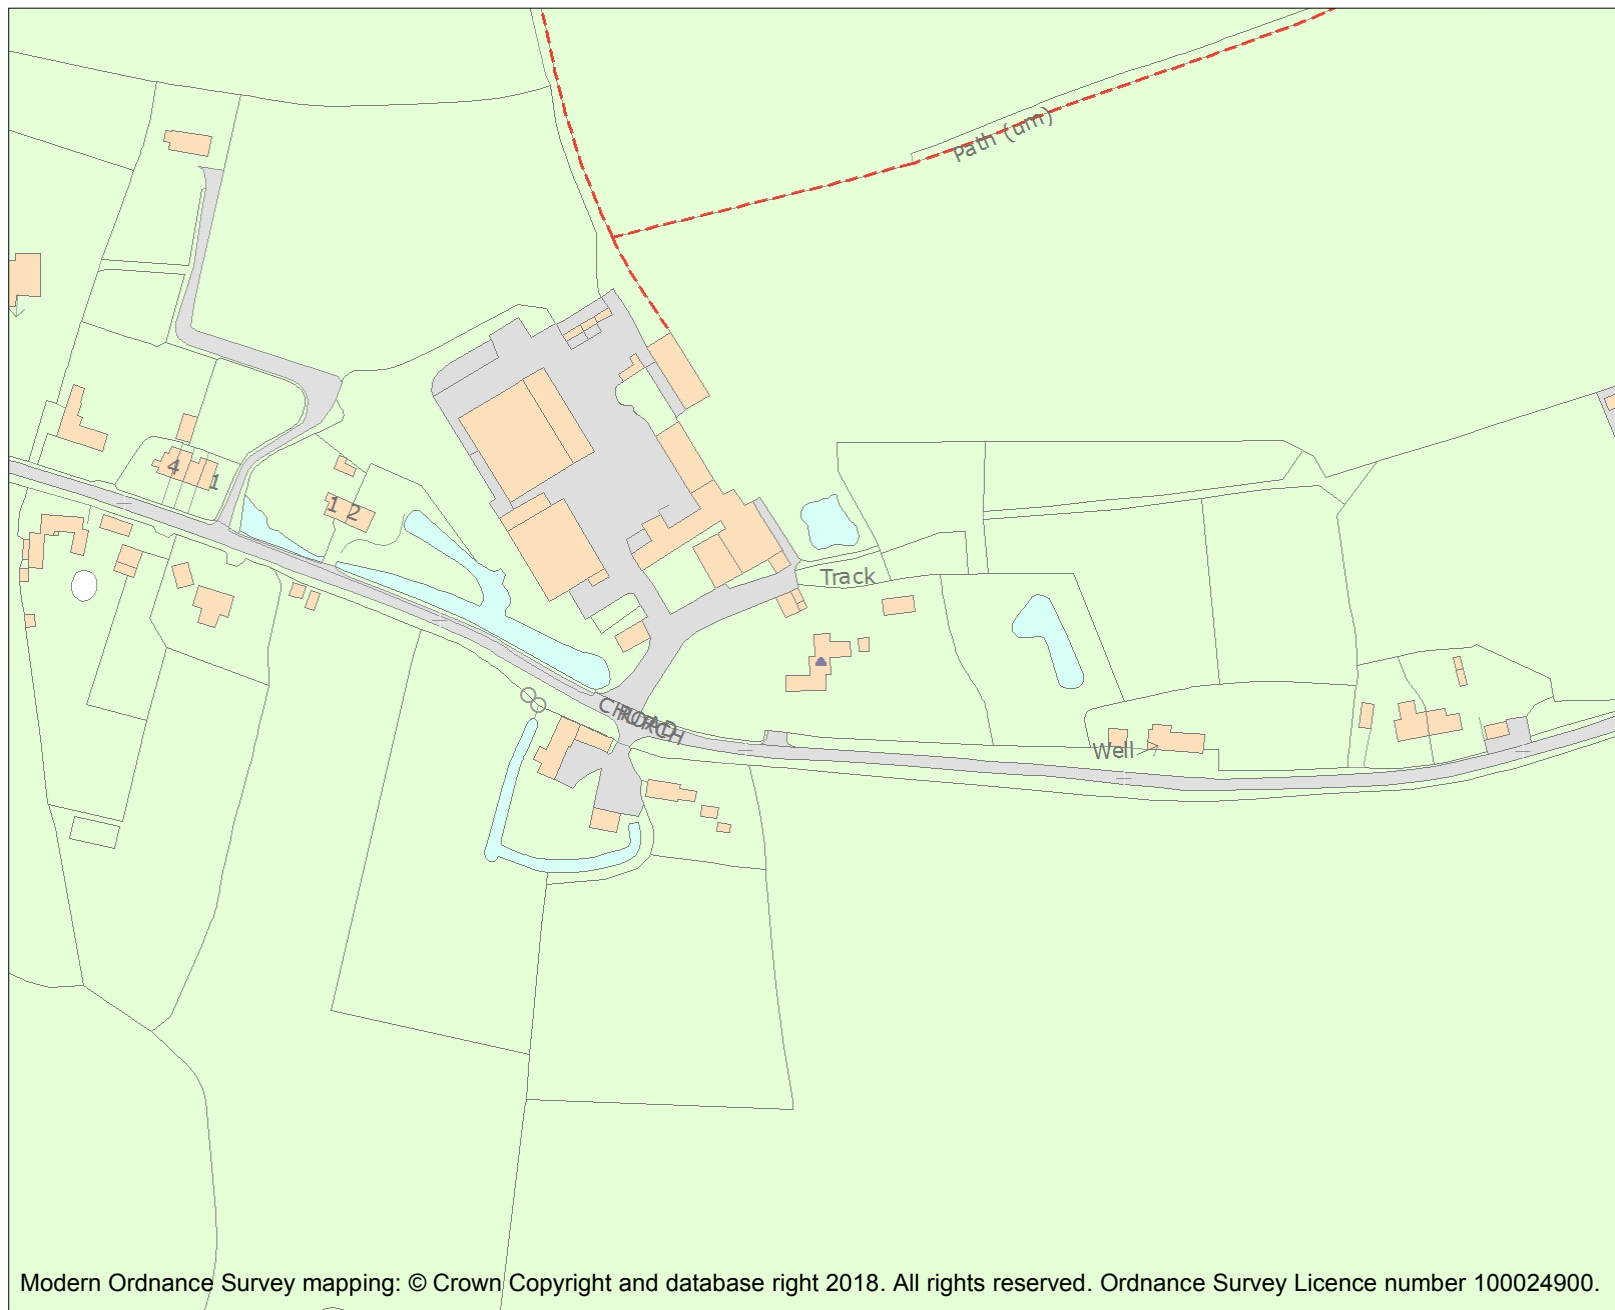 Path (um)
4
1
1 2
Track
CHURCH
ROAD
Well
Modern Ordnance Survey mapping: © Crown Copyright and database right 2018. All rights reserved. Ordnance Survey Licence number 100024900.